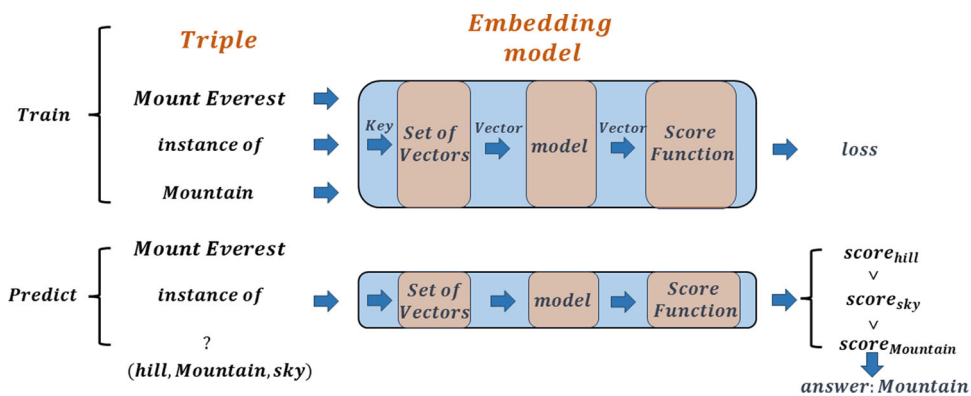 Triple
Embedding
model
Train
Mount Everest
instance of
Mountain
Key
Set of
Vectors
Vector
model
Vector
Score
Function
loss
Predict
Mount Everest
instance of
?
(hill, Mountain, sky)
Set of
Vectors
model
Score
Function
score_hill
∨
score_sky
∨
score_Mountain
answer: Mountain